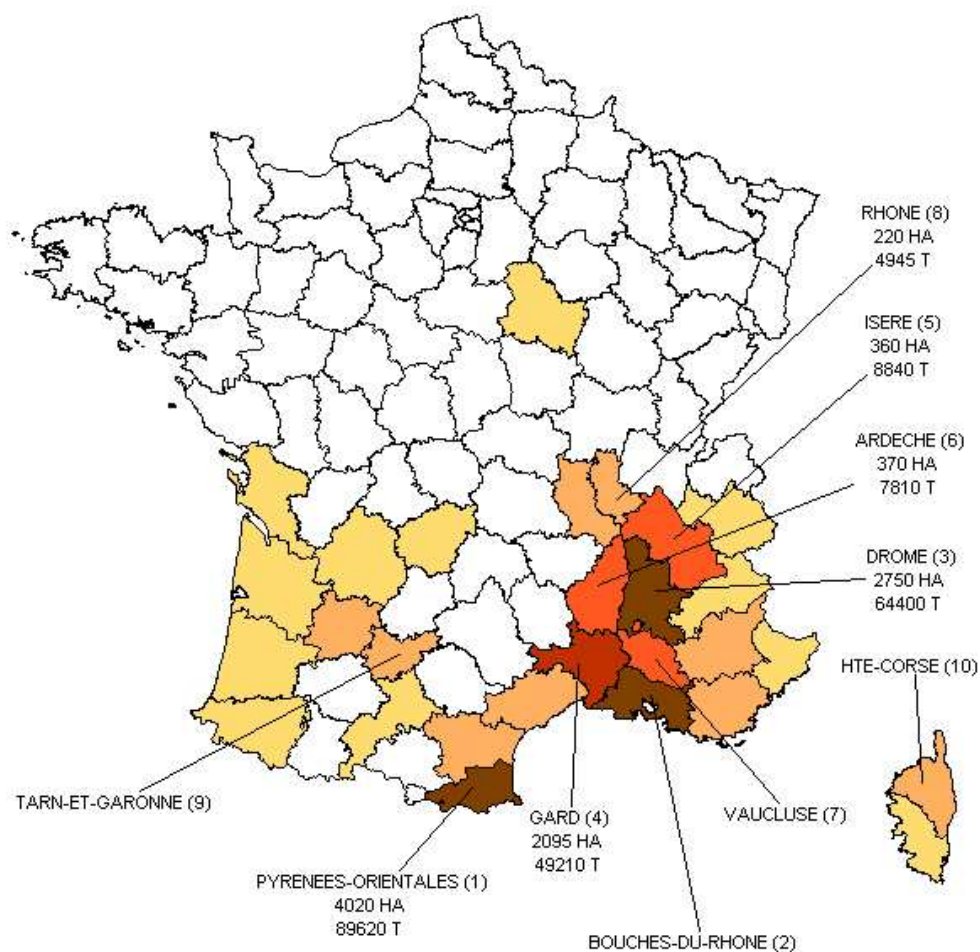 RHONE (8)
220 HA
4945 T
ISERE (5)
360 HA
8840 T
ARDECHE (6)
370 HA
7810 T
DROME (3)
2750 HA
64400 T
HTE-CORSE (10)
TARN-ET-GARONNE (9)
GARD (4)
2095 HA
49210 T
VAUCLUSE (7)
PYRENEES-ORIENTALES (1)
4020 HA
89620 T
BOUCHES-DU-RHONE (2)